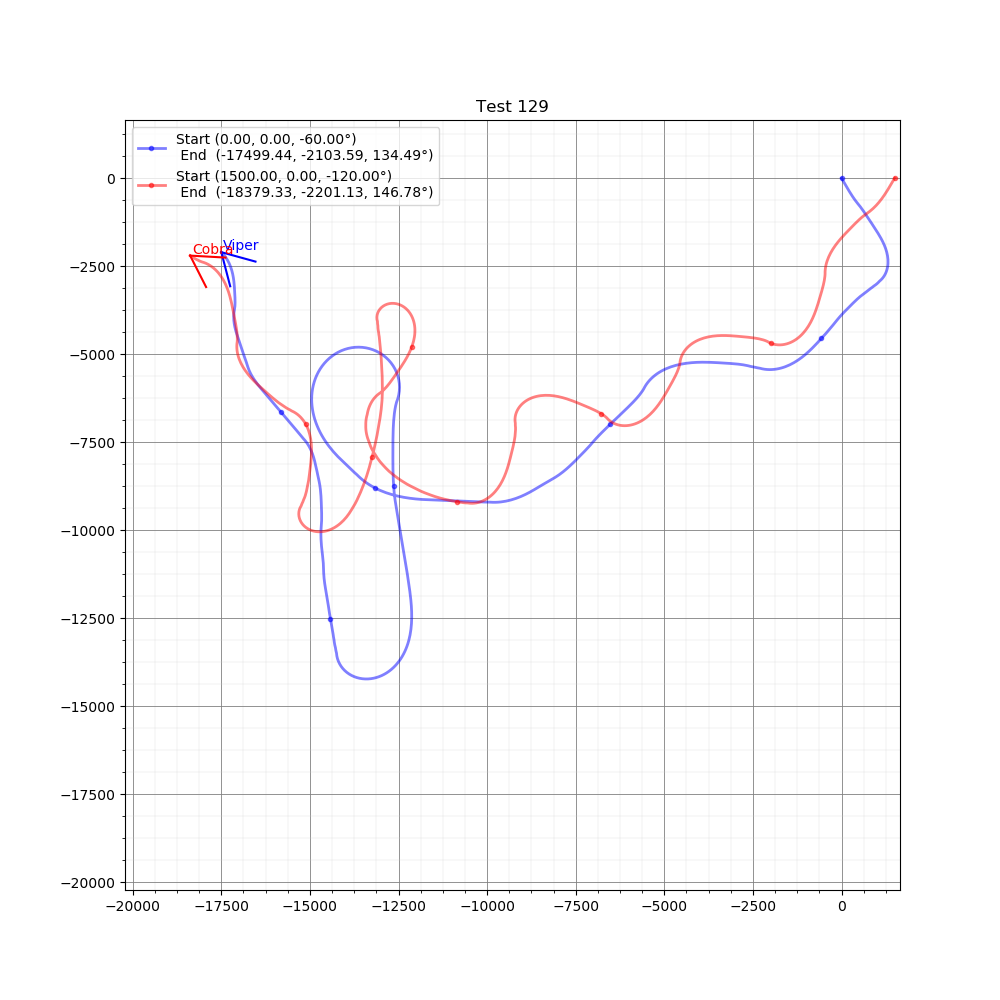 Test 129
Start (0.00, 0.00, -60.00°)
End (-17499.44, -2103.59, 134.49°)
Start (1500.00, 0.00, -120.00°)
End (-18379.33, -2201.13, 146.78°)
0
Cobra
Viper
−2500
−5000
−7500
−10000
−12500
−15000
−17500
−20000
−20000 −17500 −15000 −12500 −10000 −7500 −5000 −2500 0